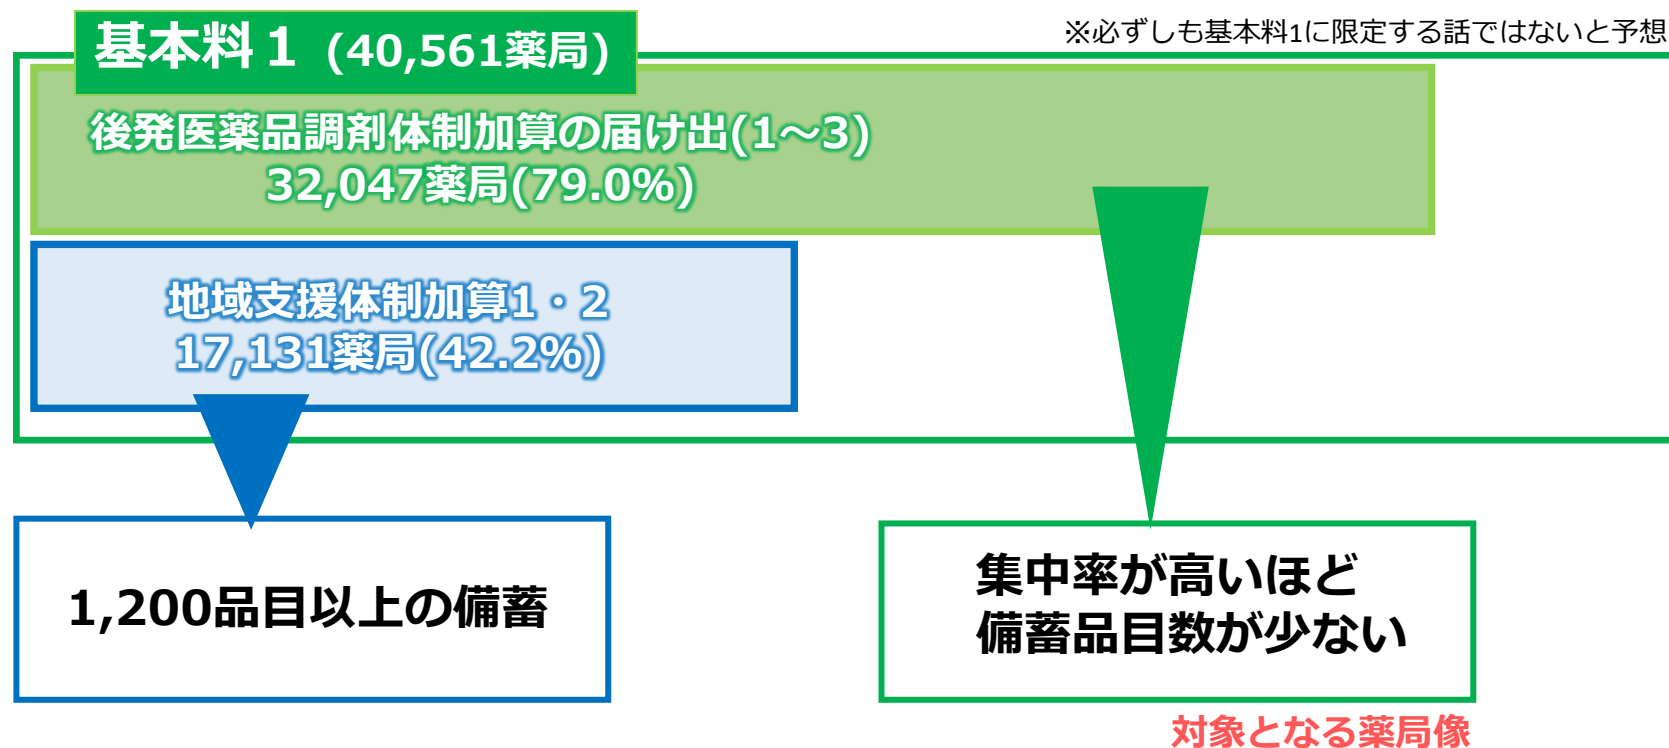 ※必ずしも基本料1に限定する話ではないと予想
基本料１ (40,561薬局)
後発医薬品調剤体制加算の届け出(1～3)
32,047薬局(79.0%)
地域支援体制加算1・2
17,131薬局(42.2%)
1,200品目以上の備蓄
集中率が高いほど
備蓄品目数が少ない
対象となる薬局像